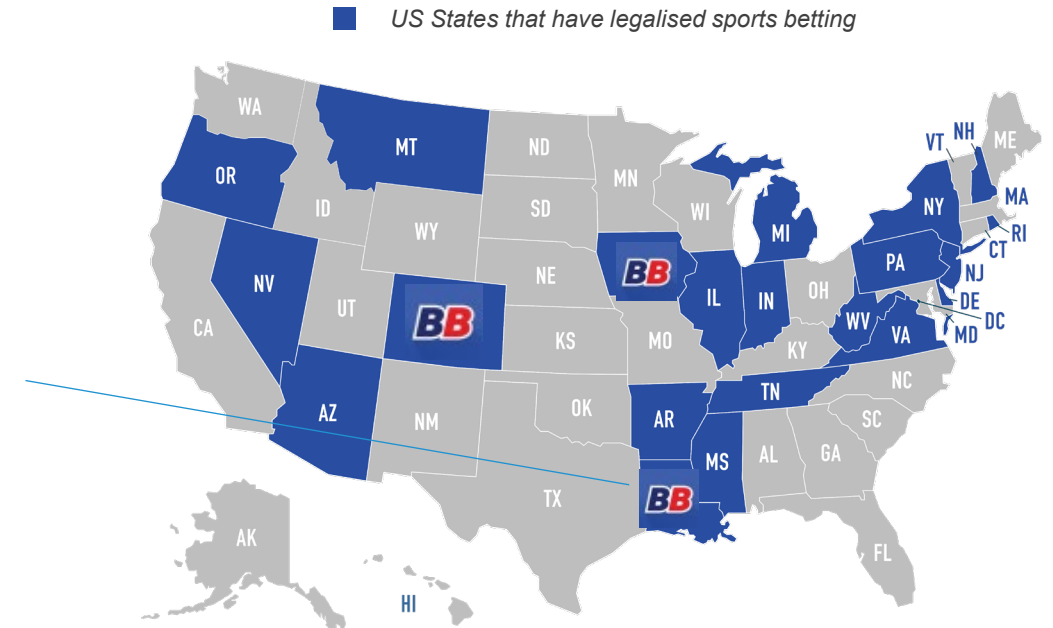 US States that have legalised sports betting
WA
MT
ND
MN
VT
NH
ME
OR
ID
SD
WI
MI
NY
MA
WY
RI
CT
NV
UT
BB
NE
BB
IL
IN
OH
PA
NJ
DE
DC
MD
CA
KS
MO
KY
WV
VA
AZ
NM
OK
AR
TN
NC
SC
MS
AL
GA
TX
BB
AK
FL
HI